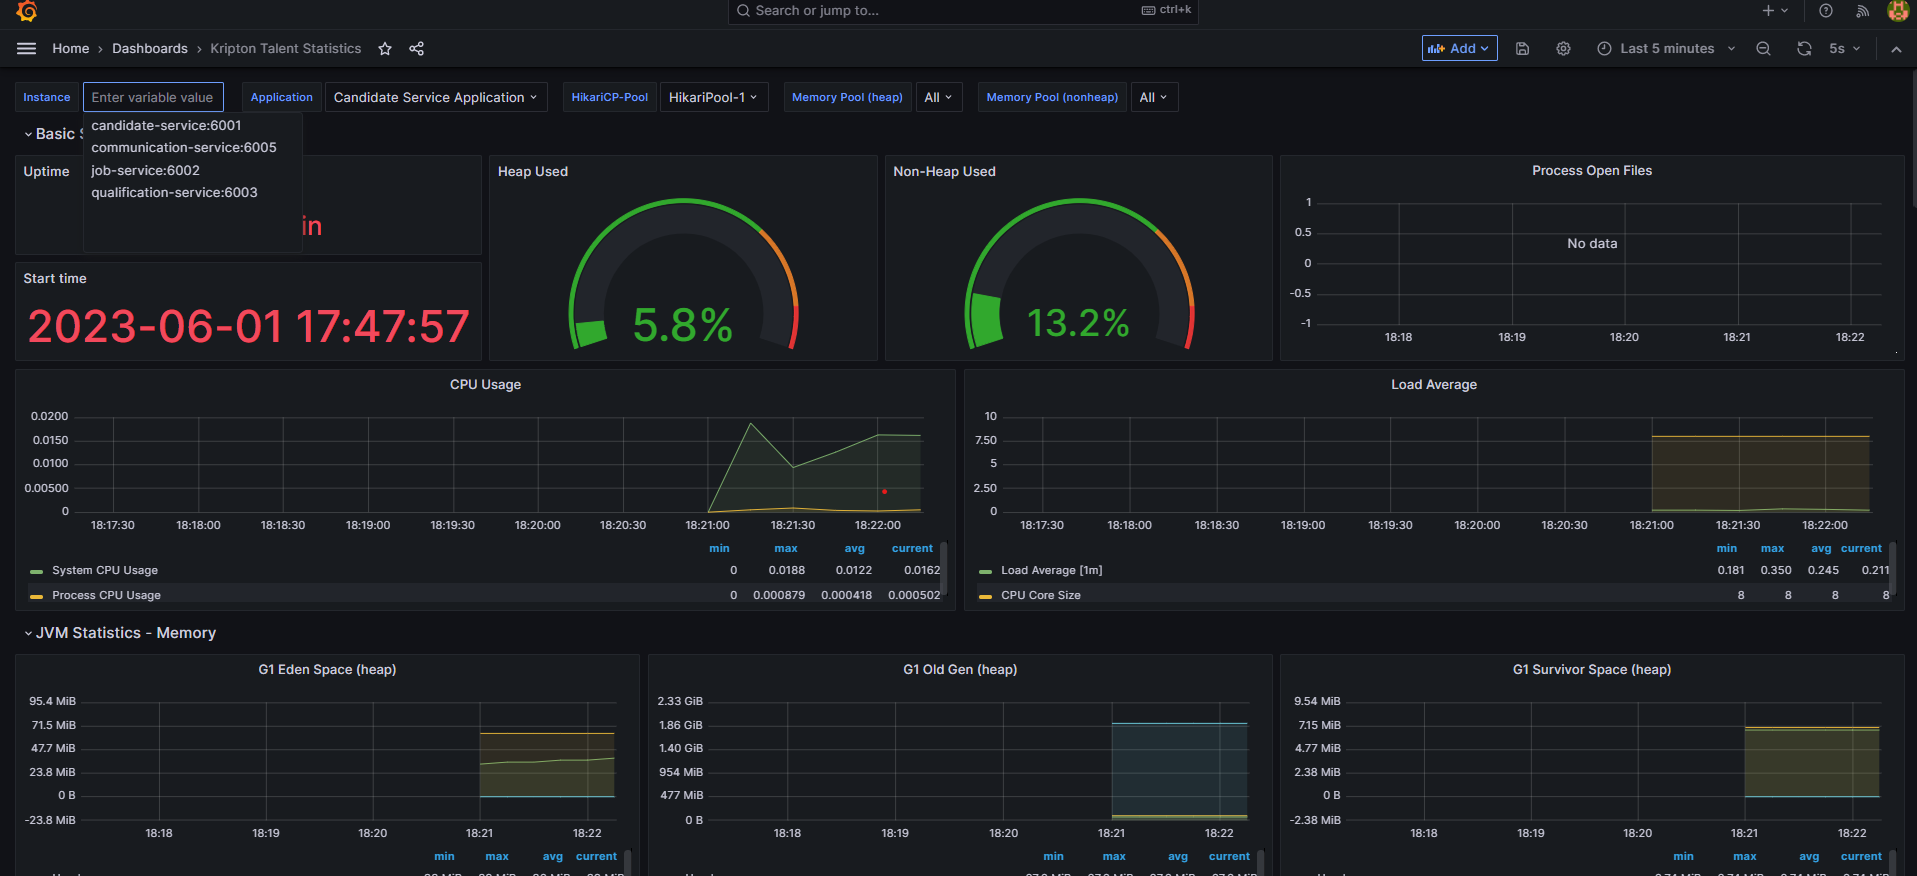 Search or jump to...
ctrl+k
Home › Dashboards › Kripton Talent Statistics
Add
Last 5 minutes
5s
Instance
Enter variable value
Application
Candidate Service Application
HikariCP-Pool
HikariPool-1
Memory Pool (heap)
All
Memory Pool (nonheap)
All
candidate-service:6001
communication-service:6005
job-service:6002
qualification-service:6003
Basic S
Uptime
in
Start time
2023-06-01 17:47:57
Heap Used
5.8%
Non-Heap Used
13.2%
Process Open Files
1
0.5
0
-0.5
-1
No data
18:18 18:19 18:20 18:21 18:22
CPU Usage
0.0200
0.0150
0.0100
0.00500
0
18:17:30 18:18:00 18:18:30 18:19:00 18:19:30 18:20:00 18:20:30 18:21:00 18:21:30 18:22:00
min max avg current
System CPU Usage 0 0.0188 0.0122 0.0162
Process CPU Usage 0 0.000879 0.000418 0.000502
Load Average
10
7.50
5
2.50
0
18:17:30 18:18:00 18:18:30 18:19:00 18:19:30 18:20:00 18:20:30 18:21:00 18:21:30 18:22:00
min max avg current
Load Average [1m] 0.181 0.350 0.245 0.211
CPU Core Size 8 8 8 8
JVM Statistics - Memory
G1 Eden Space (heap)
95.4 MiB
71.5 MiB
47.7 MiB
23.8 MiB
0 B
-23.8 MiB
18:18 18:19 18:20 18:21 18:22
min max avg current
G1 Old Gen (heap)
2.33 GiB
1.86 GiB
1.40 GiB
954 MiB
477 MiB
0 B
18:18 18:19 18:20 18:21 18:22
min max avg current
G1 Survivor Space (heap)
9.54 MiB
7.15 MiB
4.77 MiB
2.38 MiB
0 B
-2.38 MiB
18:18 18:19 18:20 18:21 18:22
min max avg current